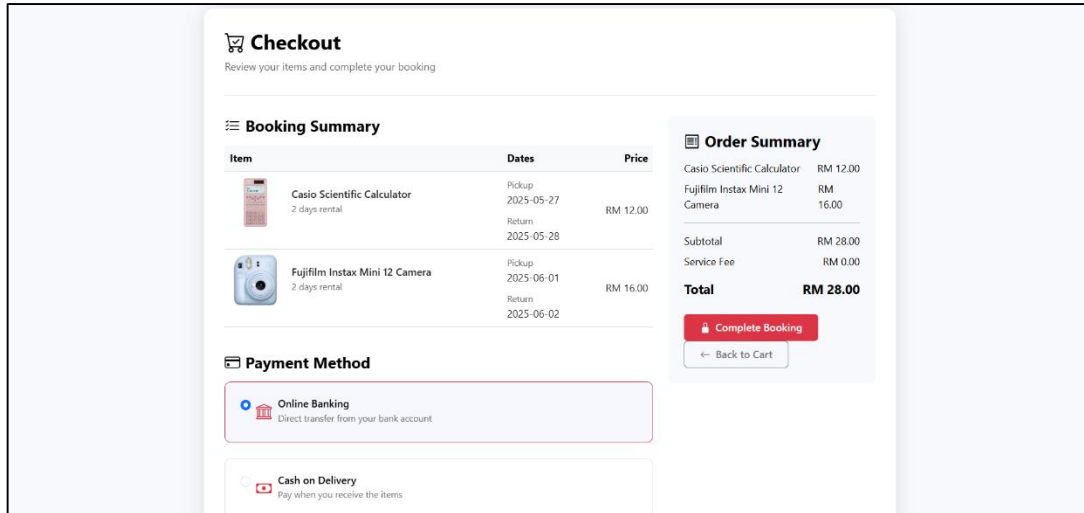 Checkout
Review your items and complete your booking
Booking Summary
Item Dates Price
Casio Scientific Calculator
2 days rental
Pickup
2025-05-27
Return
2025-05-28
RM 12.00
Fujifilm Instax Mini 12 Camera
2 days rental
Pickup
2025-06-01
Return
2025-06-02
RM 16.00
Payment Method
Online Banking
Direct transfer from your bank account
Cash on Delivery
Pay when you receive the items
Order Summary
Casio Scientific Calculator RM 12.00
Fujifilm Instax Mini 12 RM
Camera 16.00
Subtotal RM 28.00
Service Fee RM 0.00
Total RM 28.00
Complete Booking
← Back to Cart